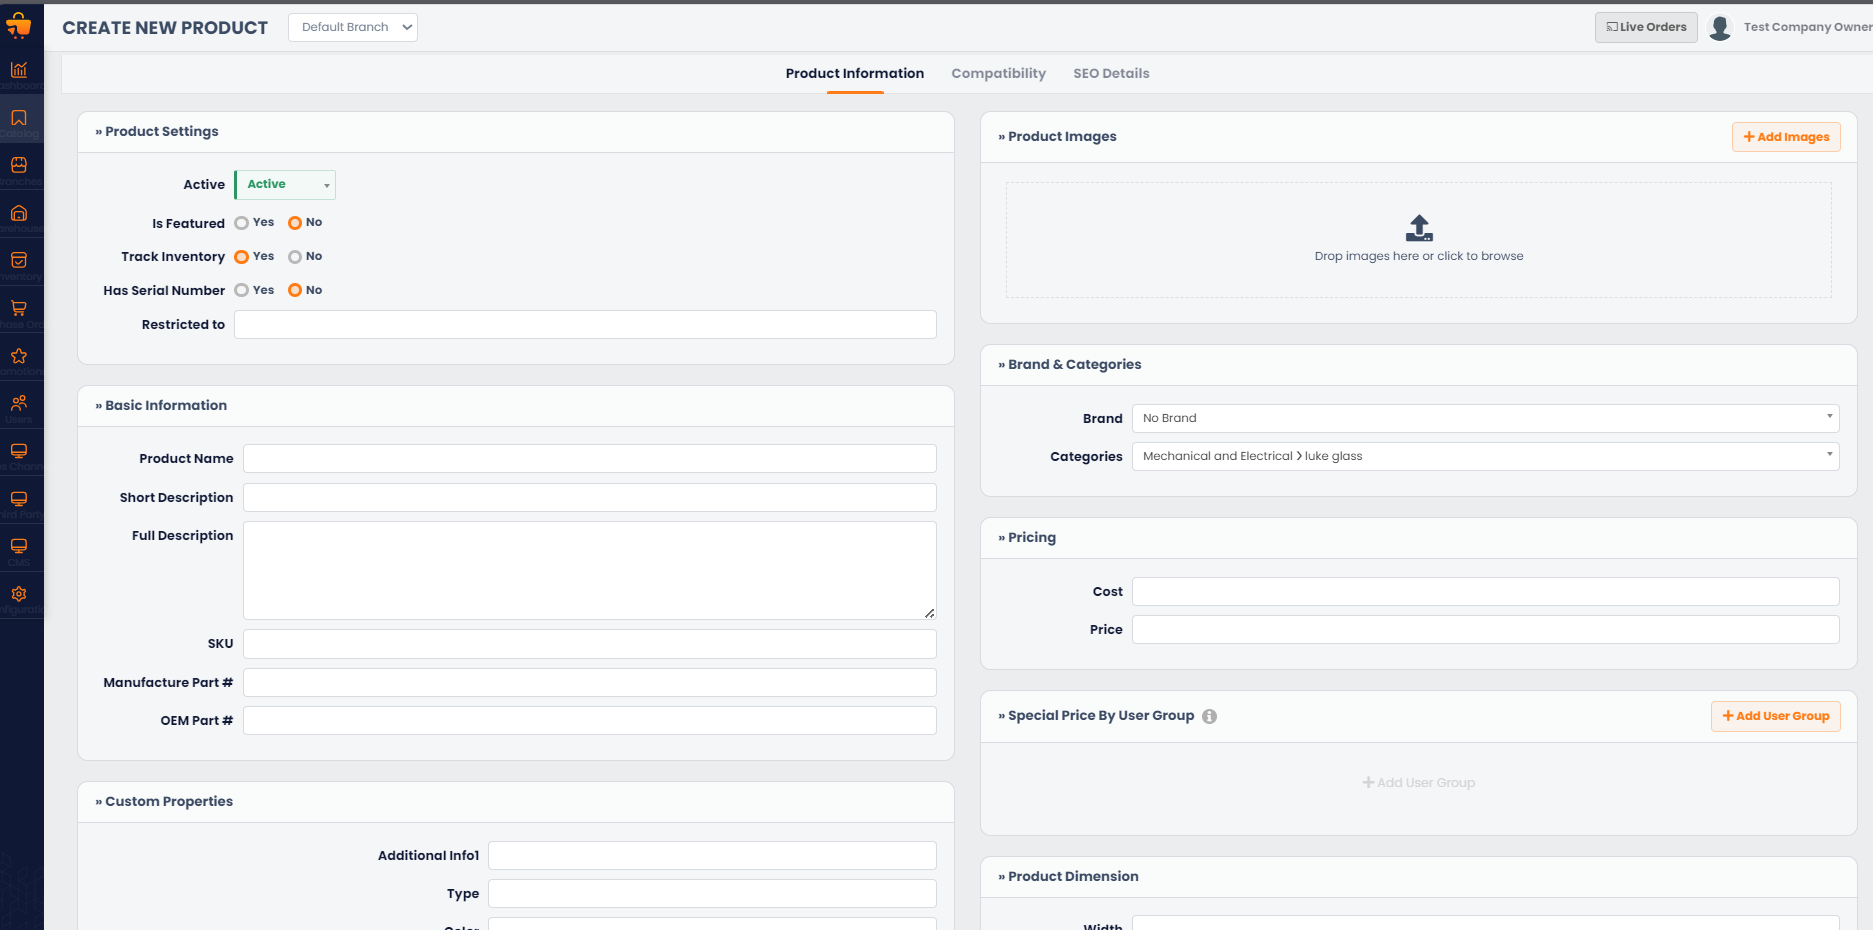 CREATE NEW PRODUCT
Default Branch
Live Orders
Test Company Owner
Product Information
Compatibility
SEO Details
» Product Settings
Active
Active
Is Featured
Yes
No
Track Inventory
Yes
No
Has Serial Number
Yes
No
Restricted to
» Basic Information
Product Name
Short Description
Full Description
SKU
Manufacture Part #
OEM Part #
» Custom Properties
Additional Info1
Type
Color
» Product Images
Add Images
Drop images here or click to browse
» Brand & Categories
Brand
No Brand
Categories
Mechanical and Electrical > luke glass
» Pricing
Cost
Price
» Special Price By User Group
Add User Group
Add User Group
» Product Dimension
Width
Catalog
Users
CMS